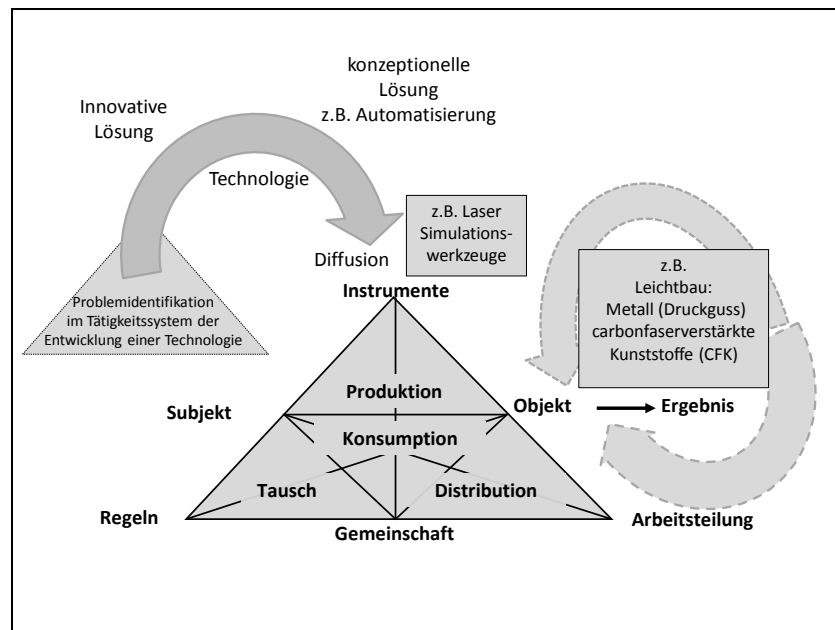 konzeptionelle
Lösung
z.B. Automatisierung
Innovative
Lösung
Technologie
z.B. Laser
Simulations-
werkzeuge
Diffusion
Instrumente
z.B.
Leichtbau:
Metall (Druckguss)
carbonfaserverstärkte
Kunststoffe (CFK)
Problemidentifikation
im Tätigkeitssystem der
Entwicklung einer Technologie
Produktion
Subjekt
Objekt
Ergebnis
Konsumption
Tausch
Distribution
Regeln
Gemeinschaft
Arbeitsteilung